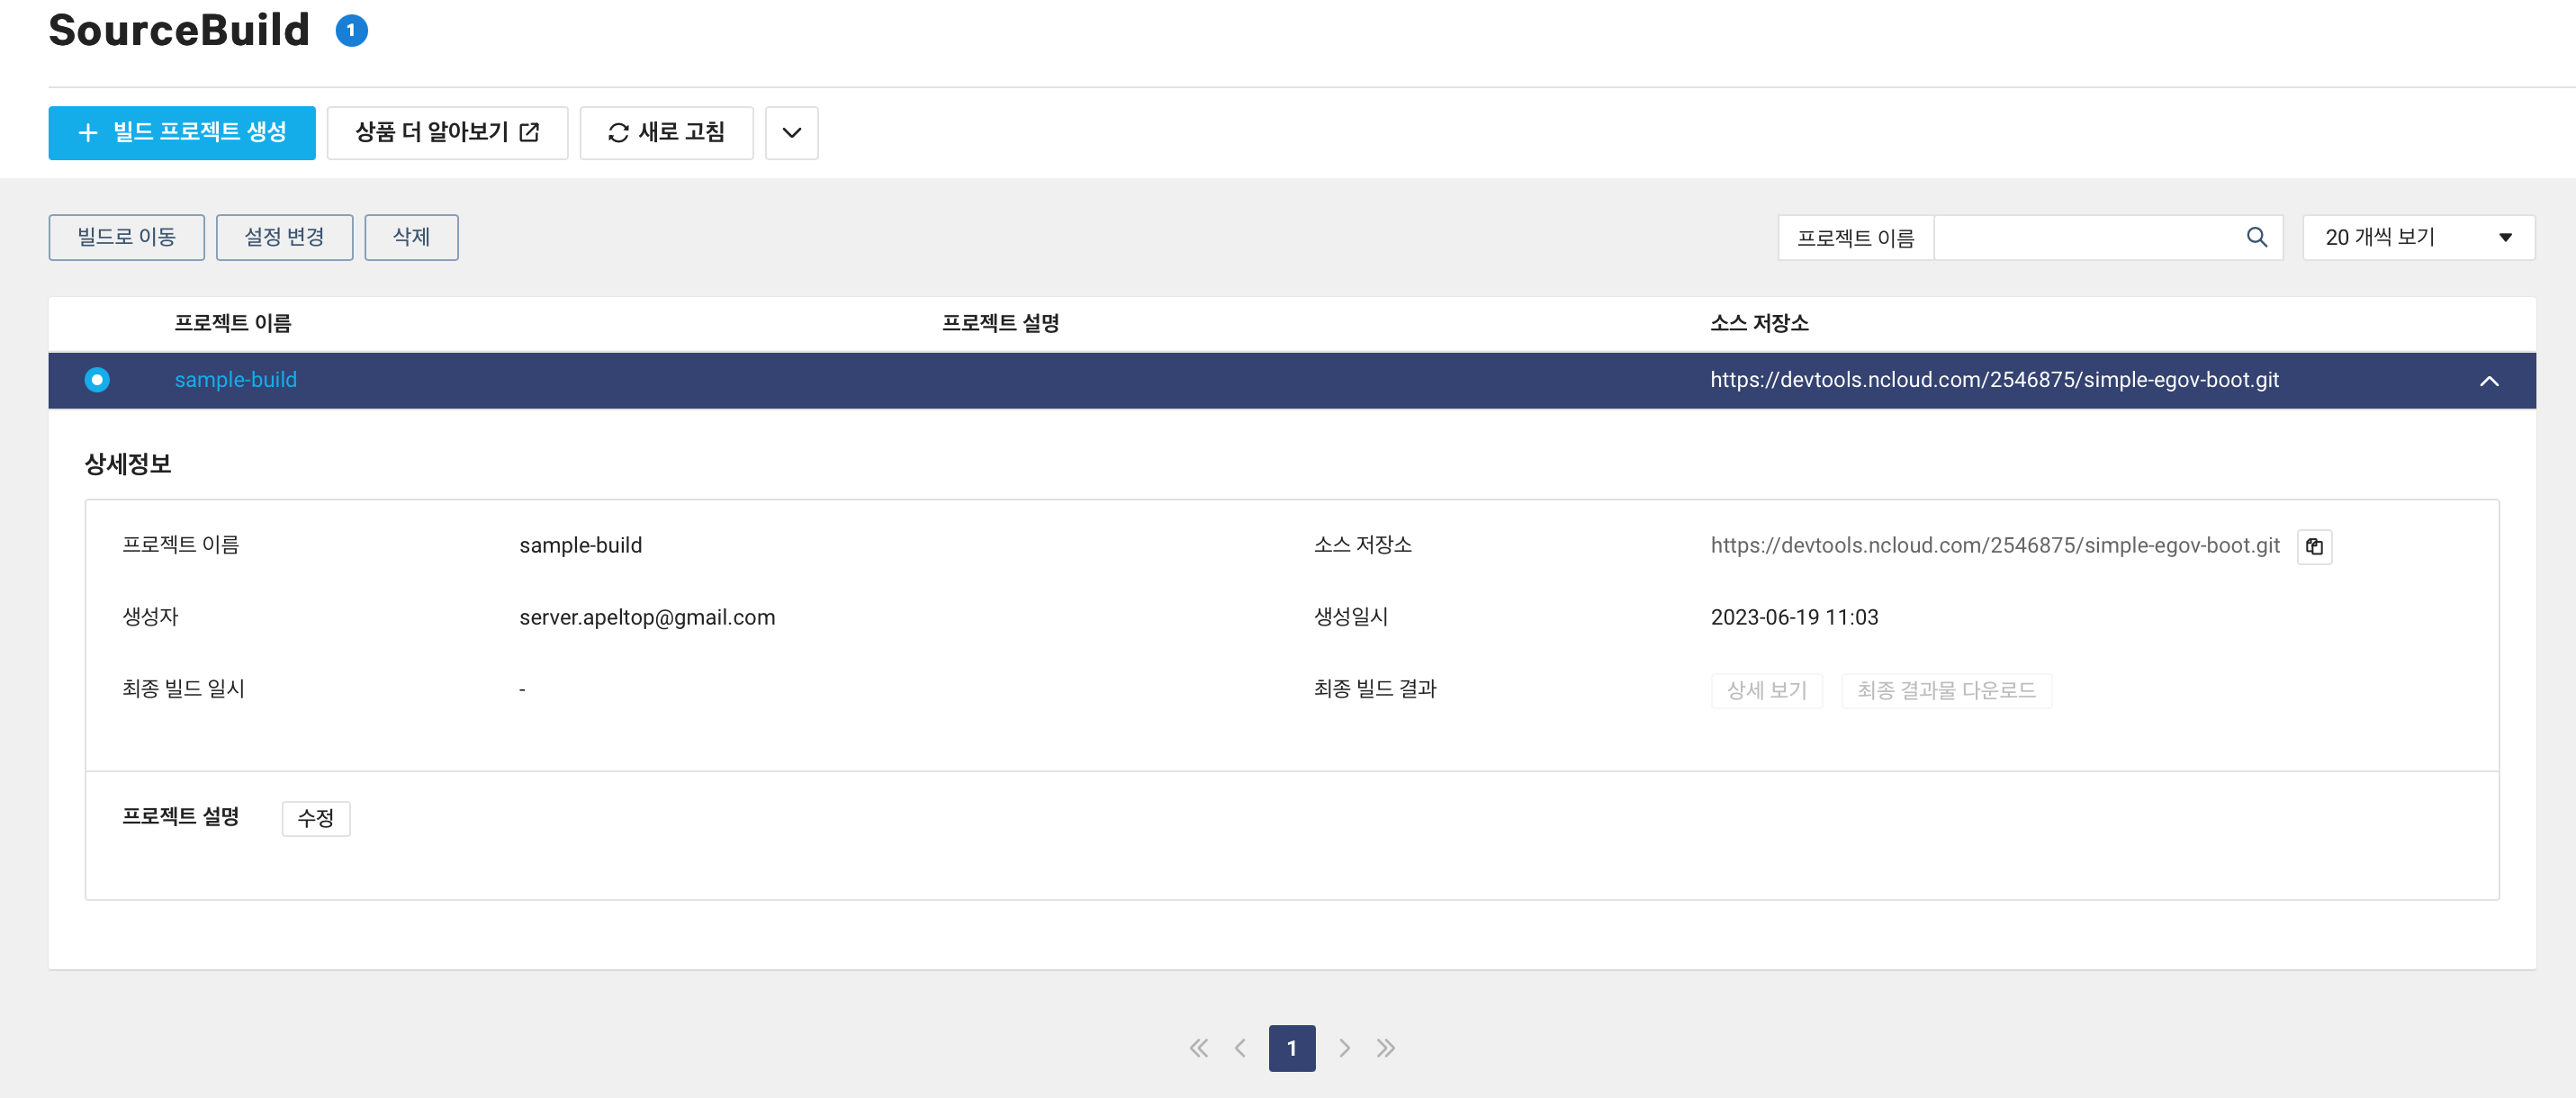 SourceBuild 1
빌드 프로젝트 생성 상품 더 알아보기 새로 고침
빌드로 이동 설정 변경 삭제 프로젝트 이름 20 개씩 보기
프로젝트 이름 프로젝트 설명 소스 저장소
sample-build https://devtools.ncloud.com/2546875/simple-egov-boot.git
상세정보
프로젝트 이름 sample-build 소스 저장소 https://devtools.ncloud.com/2546875/simple-egov-boot.git
생성자 server.apeltop@gmail.com 생성일시 2023-06-19 11:03
최종 빌드 일시 - 최종 빌드 결과 상세 보기 최종 결과물 다운로드
프로젝트 설명 수정
1